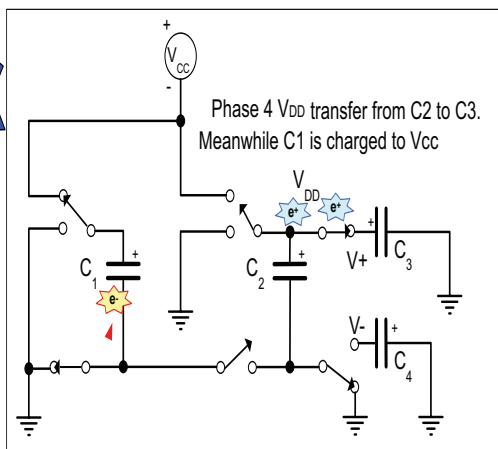 +
VCC
-
Phase 4 VDD transfer from C2 to C3.
Meanwhile C1 is charged to Vcc
VDD
e+
e+
+
V+
C3
+
C1
e-
+
C2
V-
+
C4